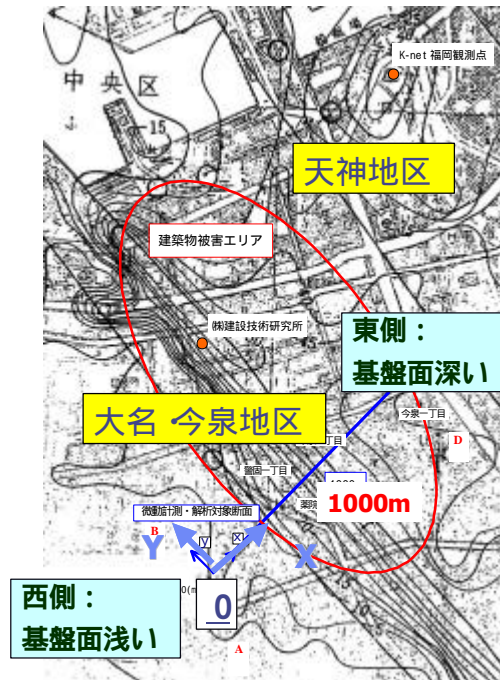 K-net 福岡観測点
中央区
15
天神地区
建築物被害エリア
㈱建設技術研究所
東側：
基盤面深い
大名・今泉地区
今泉一丁目
D
警固一丁目
1000m
微動計測・解析対象断面
B
Y
y
x
X
西側：
基盤面浅い
0
A